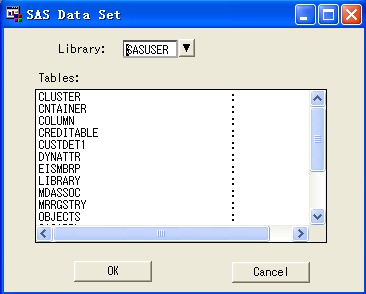 SAS Data Set
Library: SASUSER
Tables:
CLUSTER :
CNTAINER :
COLUMN :
CREDITABLE :
CUSTDET1 :
DYNATTR :
EISMBRP :
LIBRARY :
MDASSOC :
MRRGSTRY :
OBJECTS :
OK Cancel